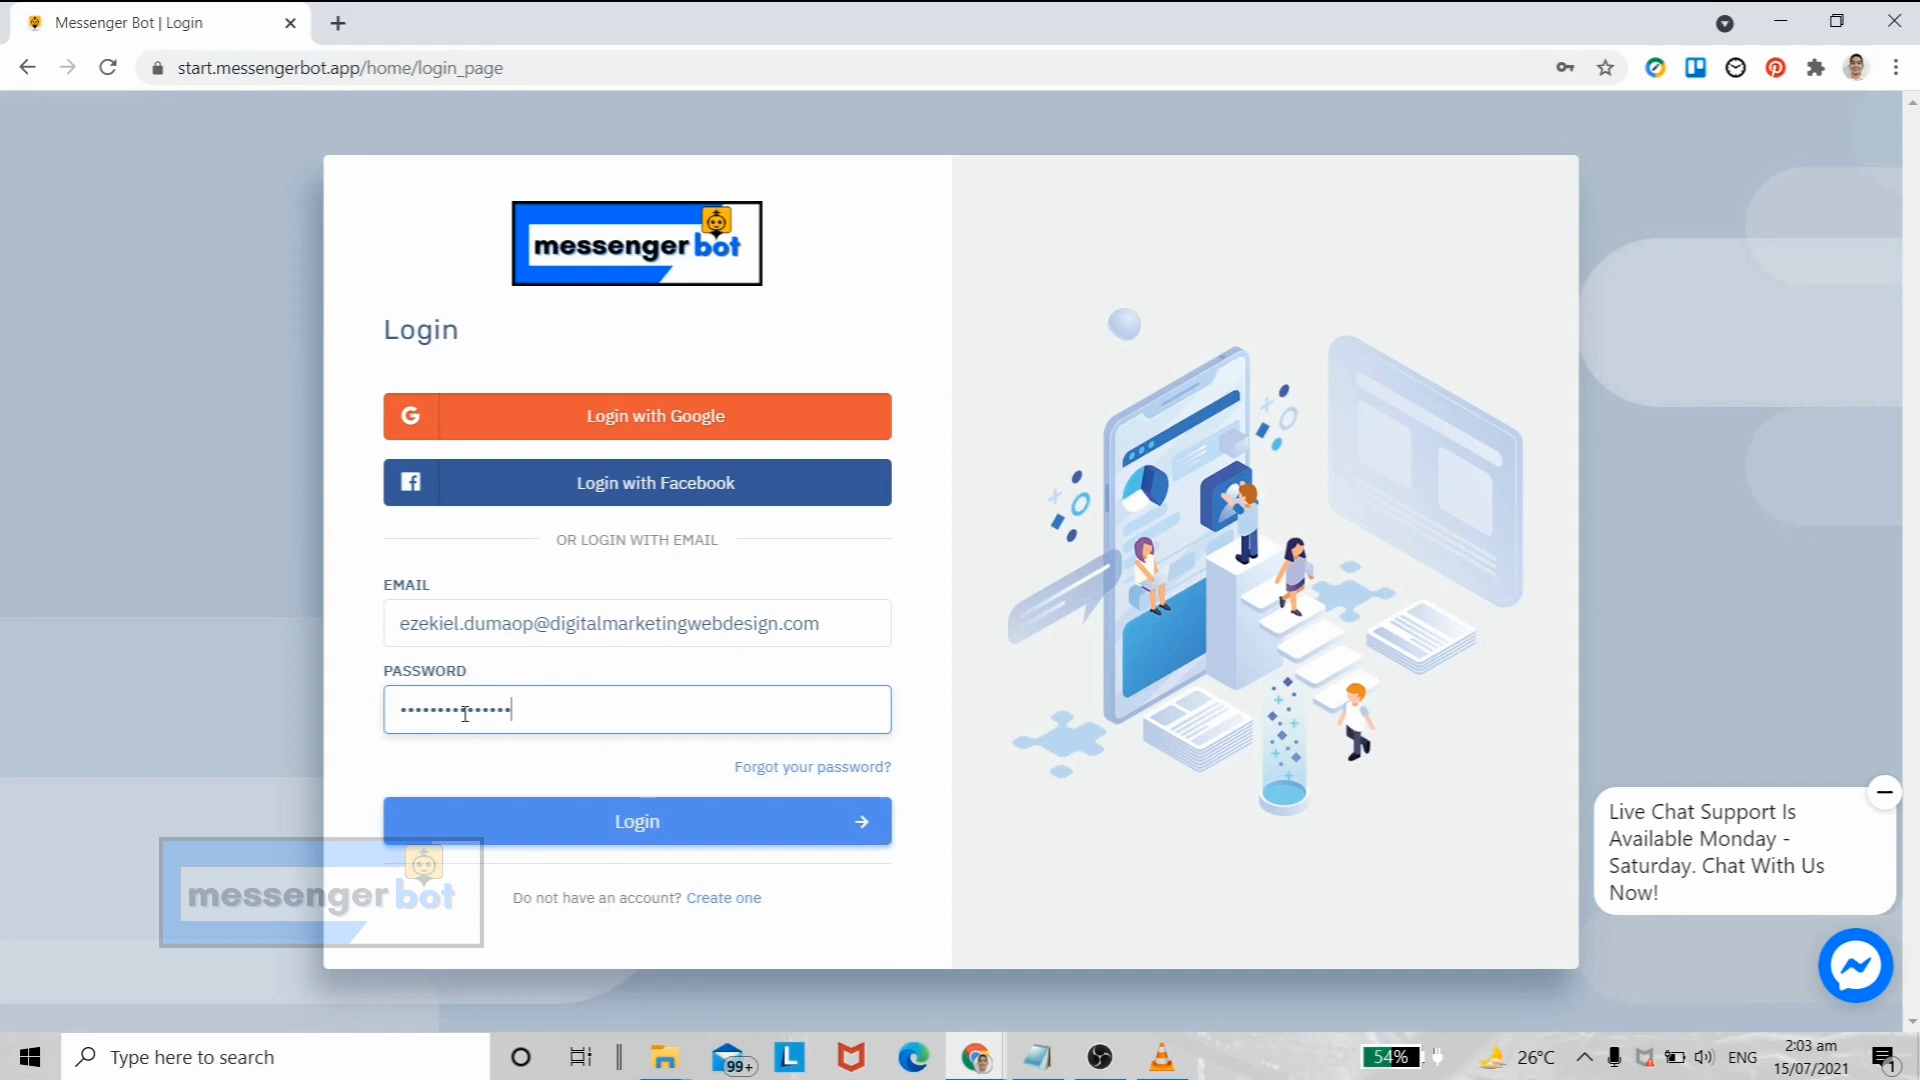 Messenger Bot | Login
start.messengerbot.app/home/login_page
messenger bot
Login
G Login with Google
Login with Facebook
OR LOGIN WITH EMAIL
EMAIL
ezekiel.dumaop@digitalmarketingwebdesign.com
PASSWORD
•••••••••••••••
Forgot your password?
Login
messenger bot
Do not have an account? Create one
Live Chat Support Is
Available Monday -
Saturday. Chat With Us
Now!
Type here to search
99+
L
54%
26°C
ENG
2:03 am
15/07/2021
1